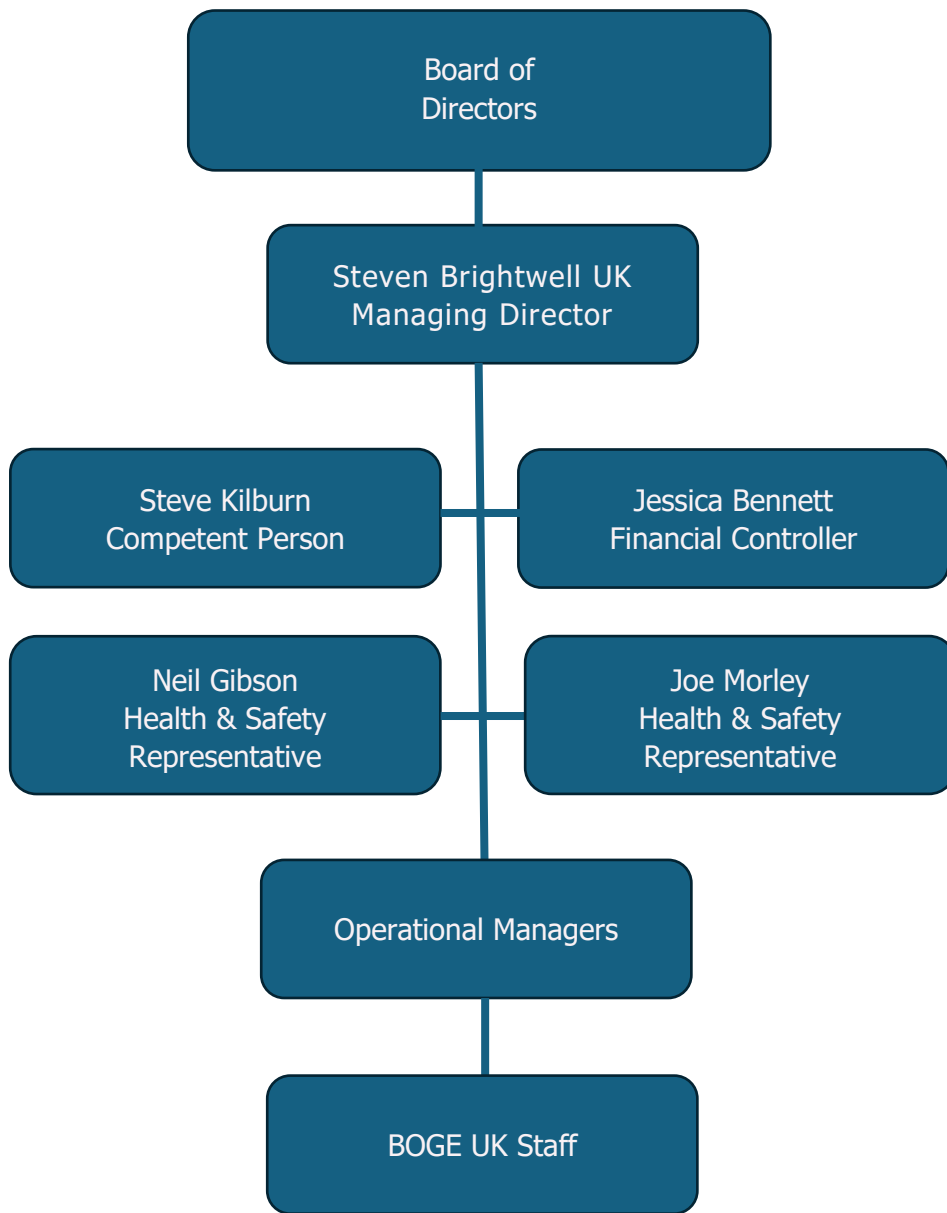 Board of
Directors
Steven Brightwell UK
Managing Director
Steve Kilburn
Competent Person
Jessica Bennett
Financial Controller
Neil Gibson
Health & Safety
Representative
Joe Morley
Health & Safety
Representative
Operational Managers
BOGE UK Staff